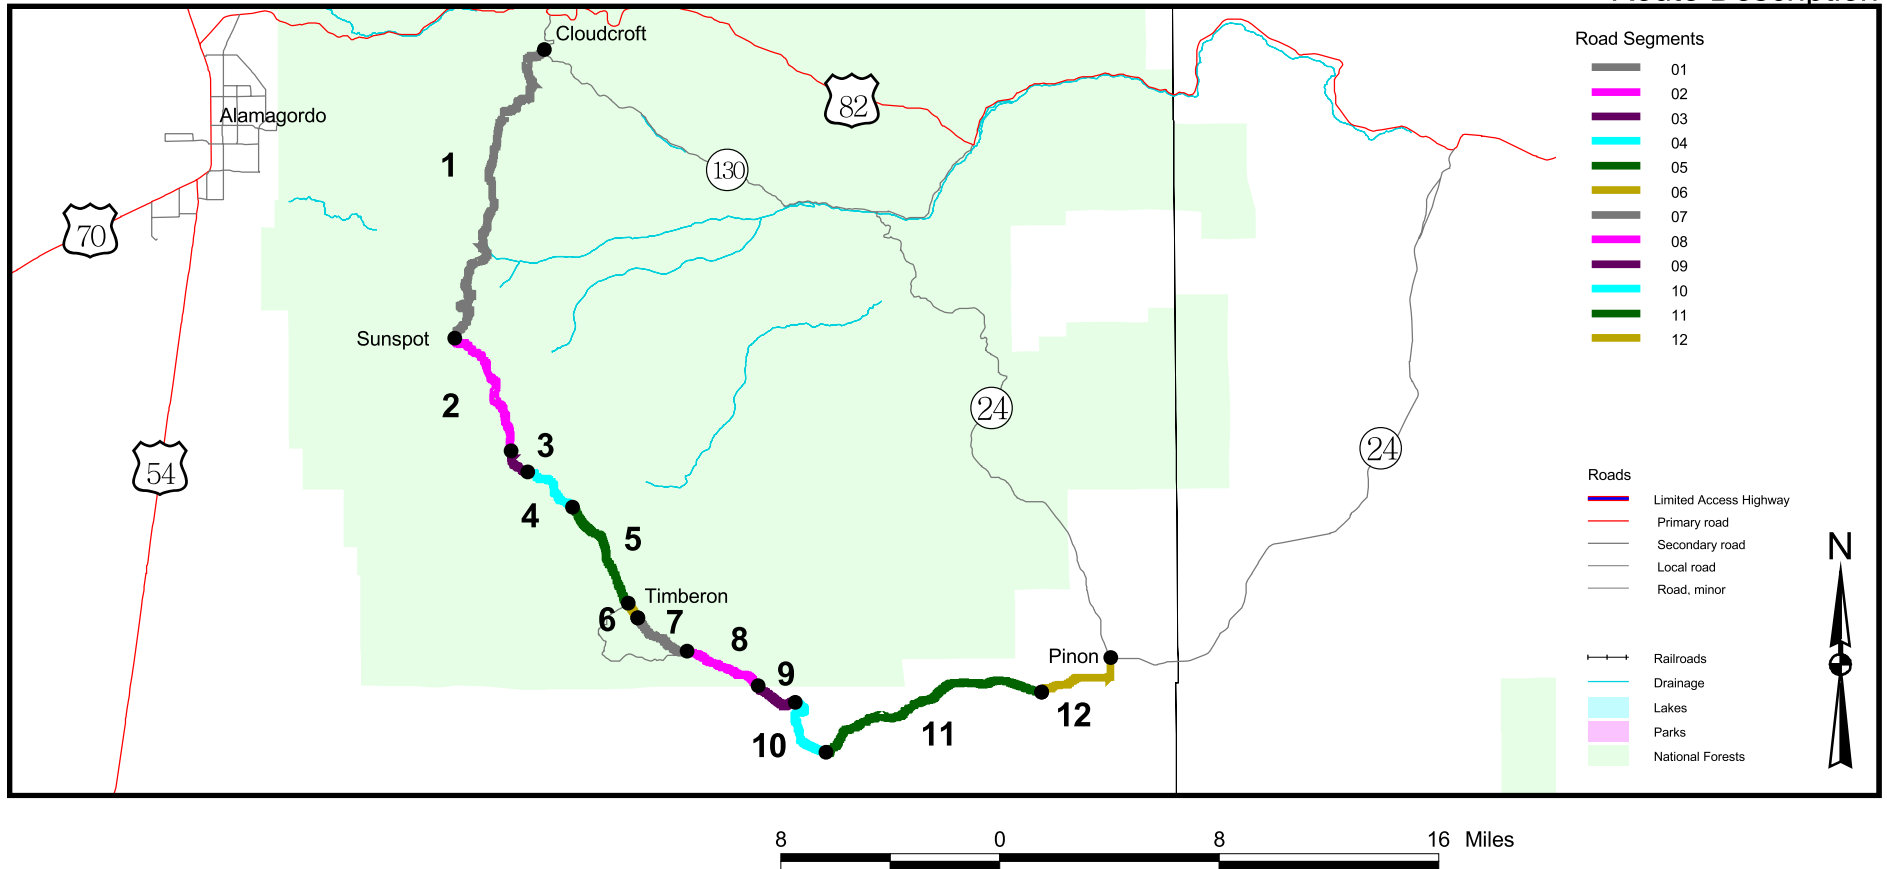 Route Description
Cloudcroft
Alamagordo
82
130
1
70
Sunspot
2
24
24
3
54
4
5
Timberon
6
7
8
Pinon
9
12
11
10
Road Segments
01
02
03
04
05
06
07
08
09
10
11
12
Roads
Limited Access Highway
Primary road
Secondary road
Local road
Road, minor
Railroads
Drainage
Lakes
Parks
National Forests
N
8 0 8 16 Miles